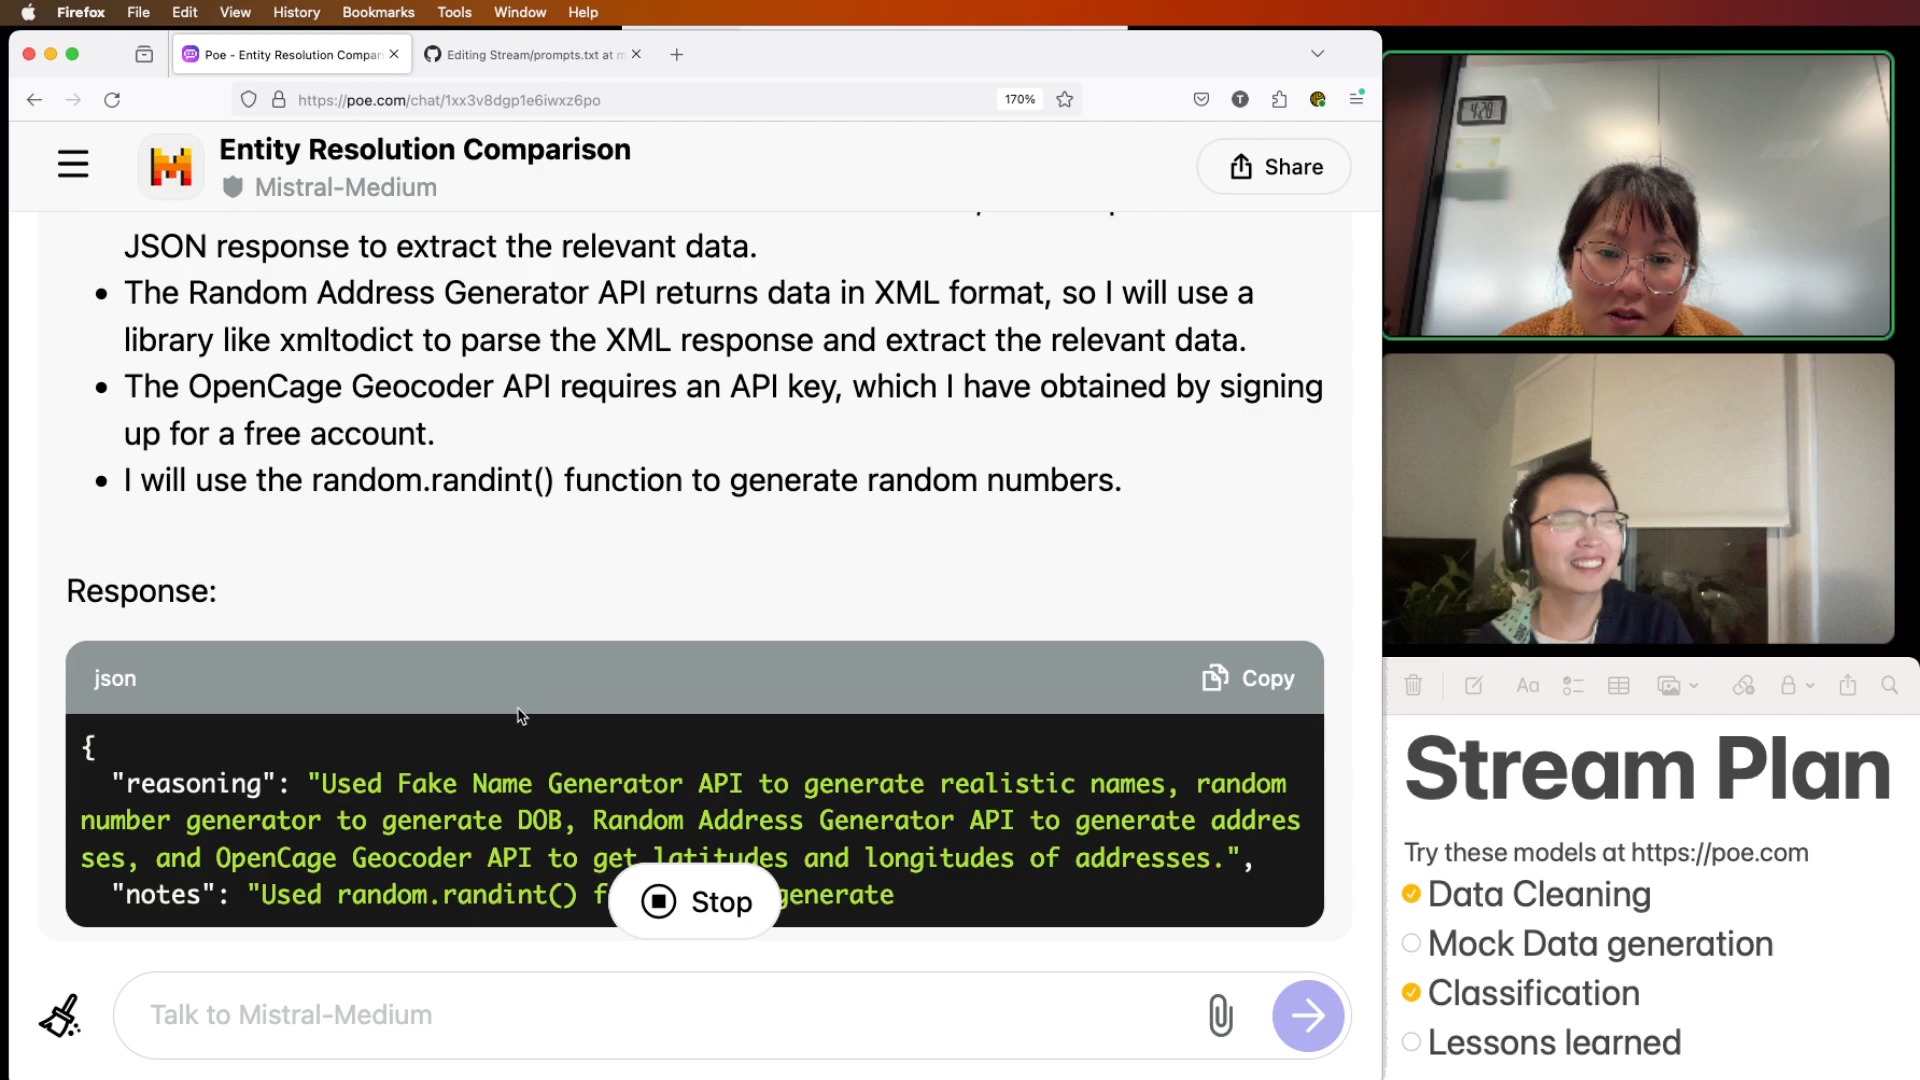 Firefox File Edit View History Bookmarks Tools Window Help
Poe - Entity Resolution Compari
Editing Stream/prompts.txt at m
https://poe.com/chat/1xx3v8dgp1e6iwxz6po
170%
T
Entity Resolution Comparison
Mistral-Medium
Share
JSON response to extract the relevant data.
• The Random Address Generator API returns data in XML format, so I will use a
library like xmltodict to parse the XML response and extract the relevant data.
• The OpenCage Geocoder API requires an API key, which I have obtained by signing
up for a free account.
• I will use the random.randint() function to generate random numbers.
Response:
json
Copy
{
"reasoning": "Used Fake Name Generator API to generate realistic names, random
number generator to generate DOB, Random Address Generator API to generate addres
ses, and OpenCage Geocoder API to get latitudes and longitudes of addresses.",
"notes": "Used random.randint() f
generate
Stop
Talk to Mistral-Medium
4:28
Aa
Stream Plan
Try these models at https://poe.com
Data Cleaning
Mock Data generation
Classification
Lessons learned